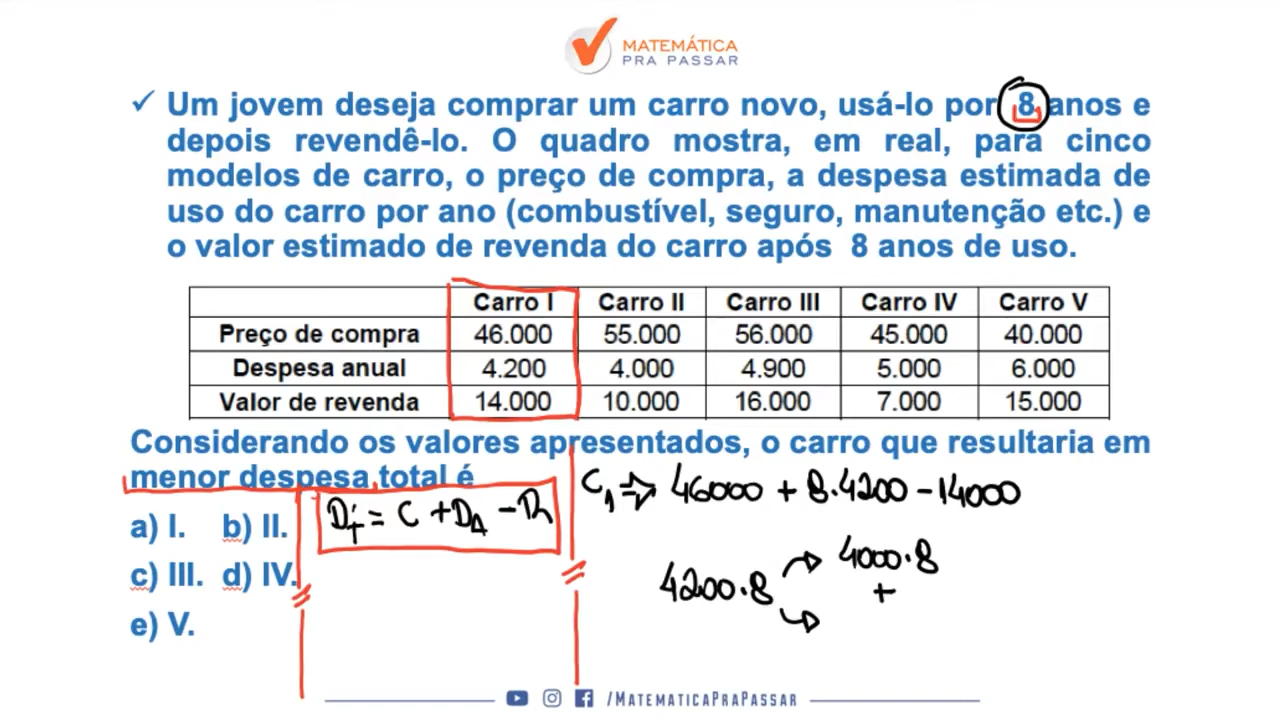 MATEMÁTICA
PRA PASSAR
✓ Um jovem deseja comprar um carro novo, usá-lo por 8 anos e
depois revendê-lo. O quadro mostra, em real, para cinco
modelos de carro, o preço de compra, a despesa estimada de
uso do carro por ano (combustível, seguro, manutenção etc.) e
o valor estimado de revenda do carro após 8 anos de uso.
Carro I Carro II Carro III Carro IV Carro V
Preço de compra 46.000 55.000 56.000 45.000 40.000
Despesa anual 4.200 4.000 4.900 5.000 6.000
Valor de revenda 14.000 10.000 16.000 7.000 15.000
Considerando os valores apresentados, o carro que resultaria em
menor despesa total é
C1 ⇒ 46000 + 8.4200 - 14000
a) I. b) II.
DT = C + DA - R
c) III. d) IV.
4200.8
4000.8
+
e) V.
/MatematicaPraPassar